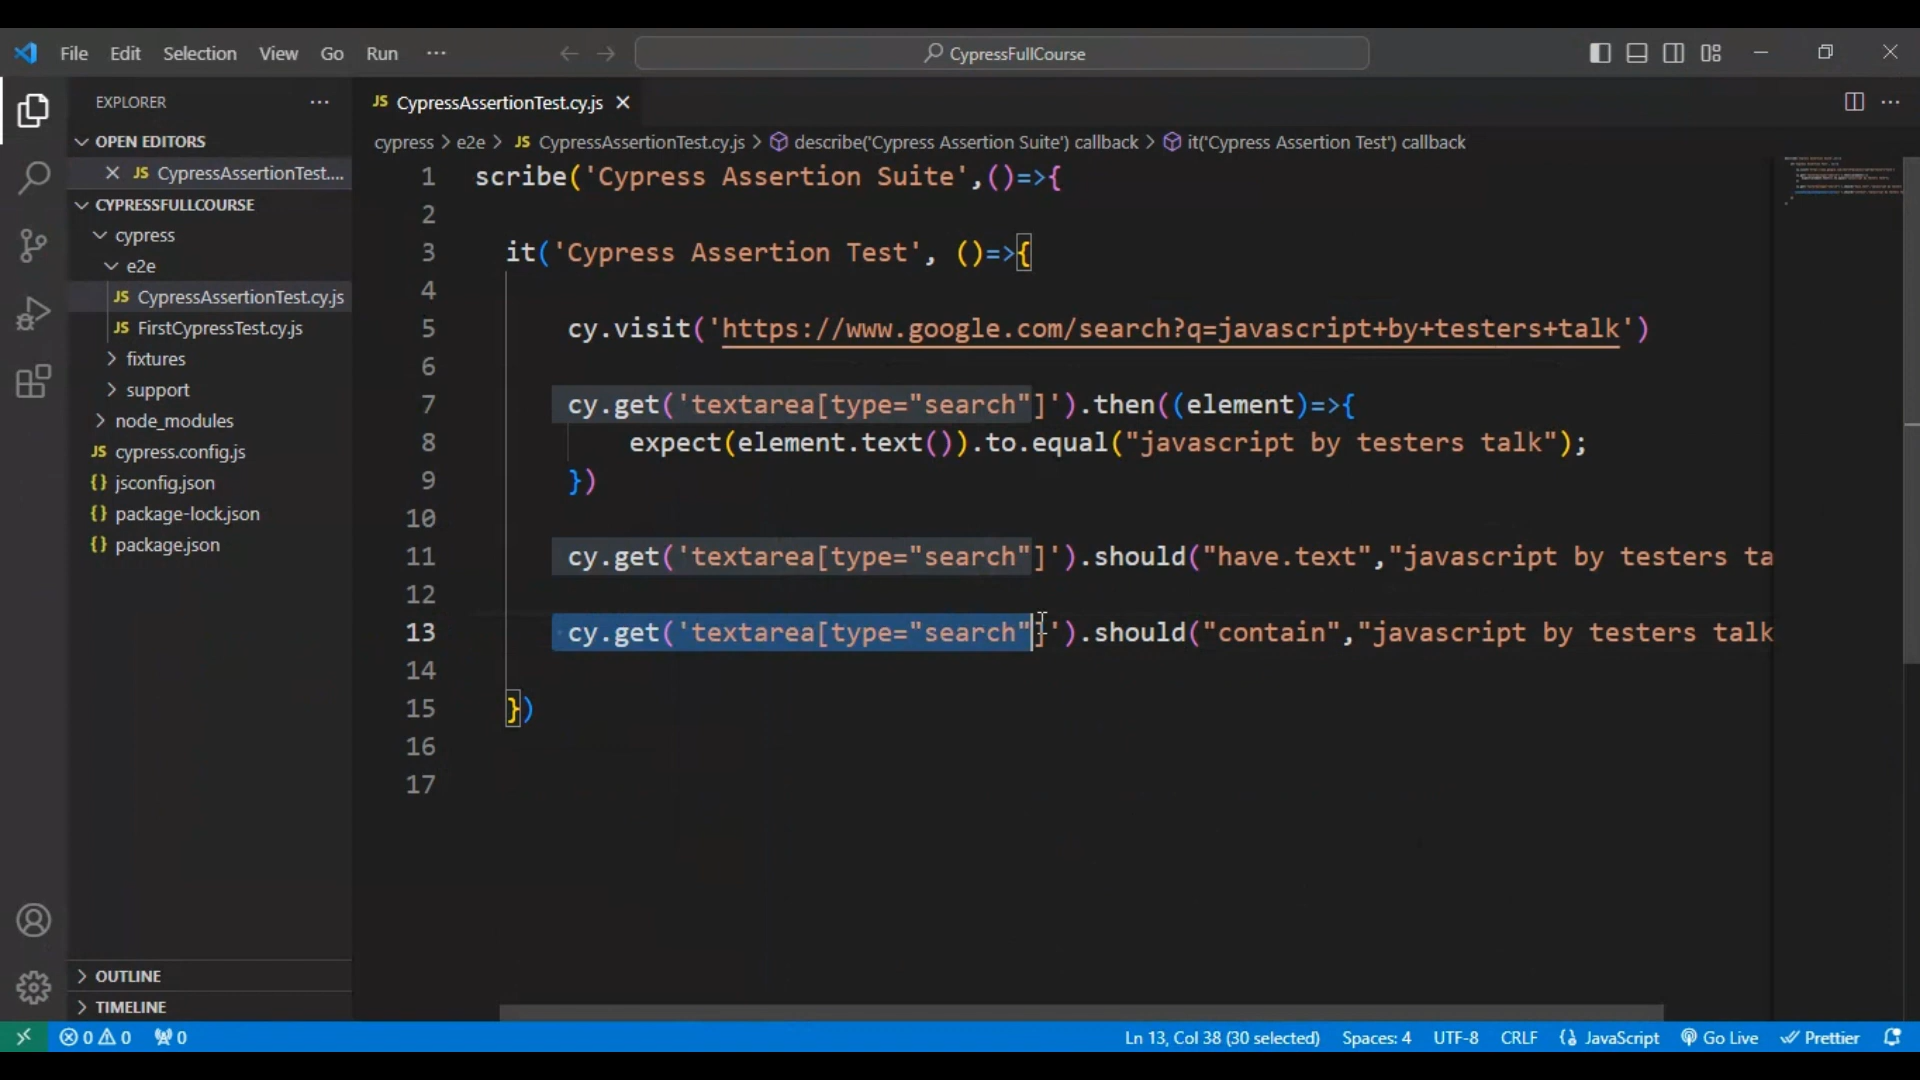 File Edit Selection View Go Run ···
CypressFullCourse
EXPLORER ···
OPEN EDITORS
JS CypressAssertionTest....
CYPRESSFULLCOURSE
cypress
e2e
JS CypressAssertionTest.cy.js
JS FirstCypressTest.cy.js
fixtures
support
node_modules
JS cypress.config.js
{} jsconfig.json
{} package-lock.json
{} package.json
OUTLINE
TIMELINE
JS CypressAssertionTest.cy.js
cypress > e2e > JS CypressAssertionTest.cy.js > describe('Cypress Assertion Suite') callback > it('Cypress Assertion Test') callback
1 scribe('Cypress Assertion Suite',()=>{
2
3 it('Cypress Assertion Test', ()=>{
4
5 cy.visit('https://www.google.com/search?q=javascript+by+testers+talk')
6
7 cy.get('textarea[type="search"]').then((element)=>{
8 expect(element.text()).to.equal("javascript by testers talk");
9 })
10
11 cy.get('textarea[type="search"]').should("have.text","javascript by testers ta
12
13 cy.get('textarea[type="search"]').should("contain","javascript by testers talk
14
15 })
16
17
0 0 0
Ln 13, Col 38 (30 selected) Spaces: 4 UTF-8 CRLF JavaScript Go Live Prettier